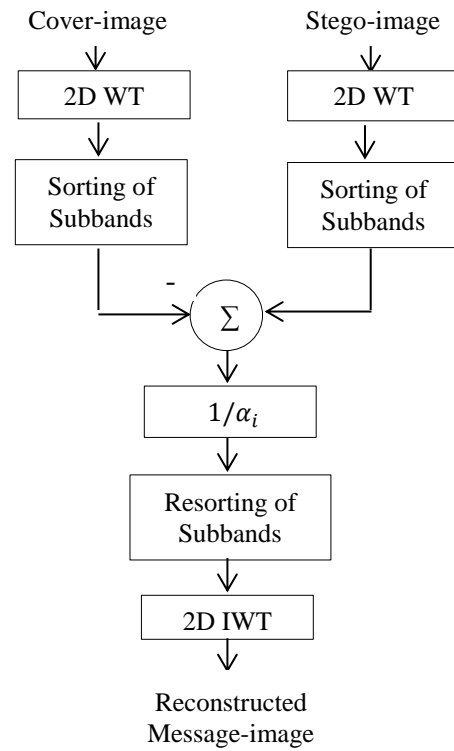 Cover-image
Stego-image
2D WT
2D WT
Sorting of
Subbands
Sorting of
Subbands
-
Σ
1/αᵢ
Resorting of
Subbands
2D IWT
Reconstructed
Message-image